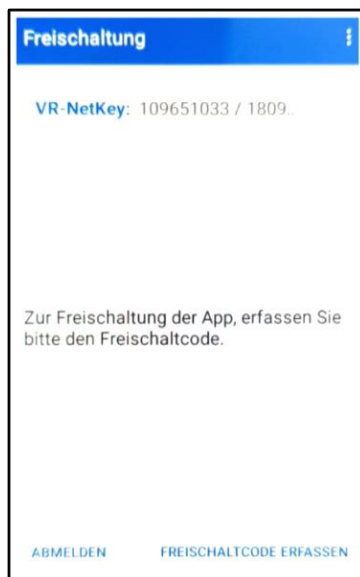 Freischaltung
VR-NetKey: 109651033 / 1809..
Zur Freischaltung der App, erfassen Sie
bitte den Freischaltcode.
ABMELDEN FREISCHALTCODE ERFASSEN